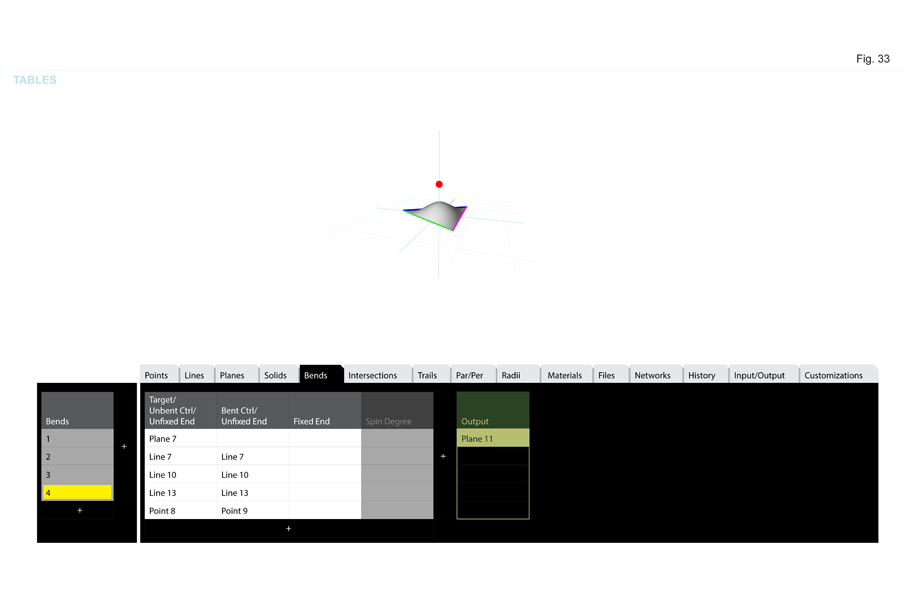 Fig. 33
TABLES
Points Lines Planes Solids Bends Intersections Trails Par/Per Radii Materials Files Networks History Input/Output Customizations
Target/
Unbent Ctrl/ Bent Ctrl/
Bends Unfixed End Unfixed End Fixed End Spin Degree Output
1 Plane 7 Plane 11
2 Line 7 Line 7
3 Line 10 Line 10
4 Line 13 Line 13
Point 8 Point 9
+ + + +